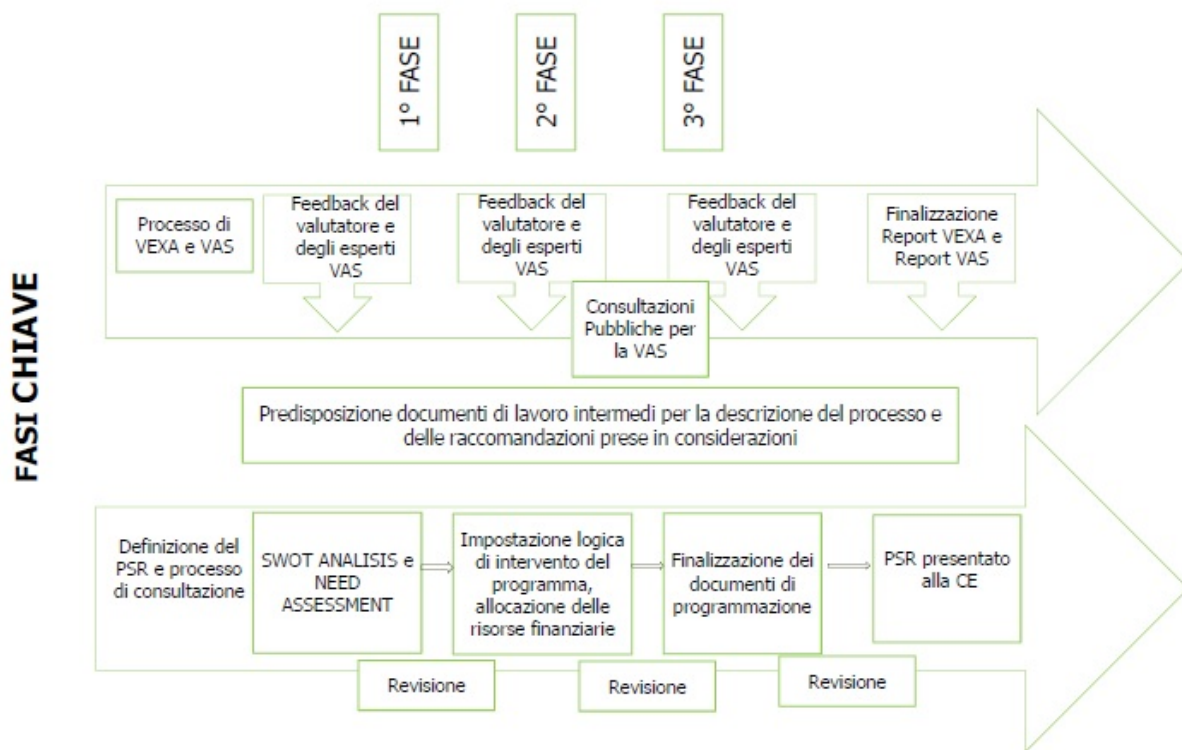 FASI CHIAVE
1° FASE
2° FASE
3° FASE
Processo di
VEXA e VAS
Feedback del
valutatore e
degli esperti
VAS
Feedback del
valutatore e
degli esperti
VAS
Feedback del
valutatore e
degli esperti
VAS
Finalizzazione
Report VEXA e
Report VAS
Consultazioni
Pubbliche per
la VAS
Predisposizione documenti di lavoro intermedi per la descrizione del processo e
delle raccomandazioni prese in considerazioni
Definizione del
PSR e processo
di consultazione
SWOT ANALISIS e
NEED
ASSESSMENT
Impostazione logica
di intervento del
programma,
allocazione delle
risorse finanziarie
Finalizzazione dei
documenti di
programmazione
PSR presentato
alla CE
Revisione
Revisione
Revisione